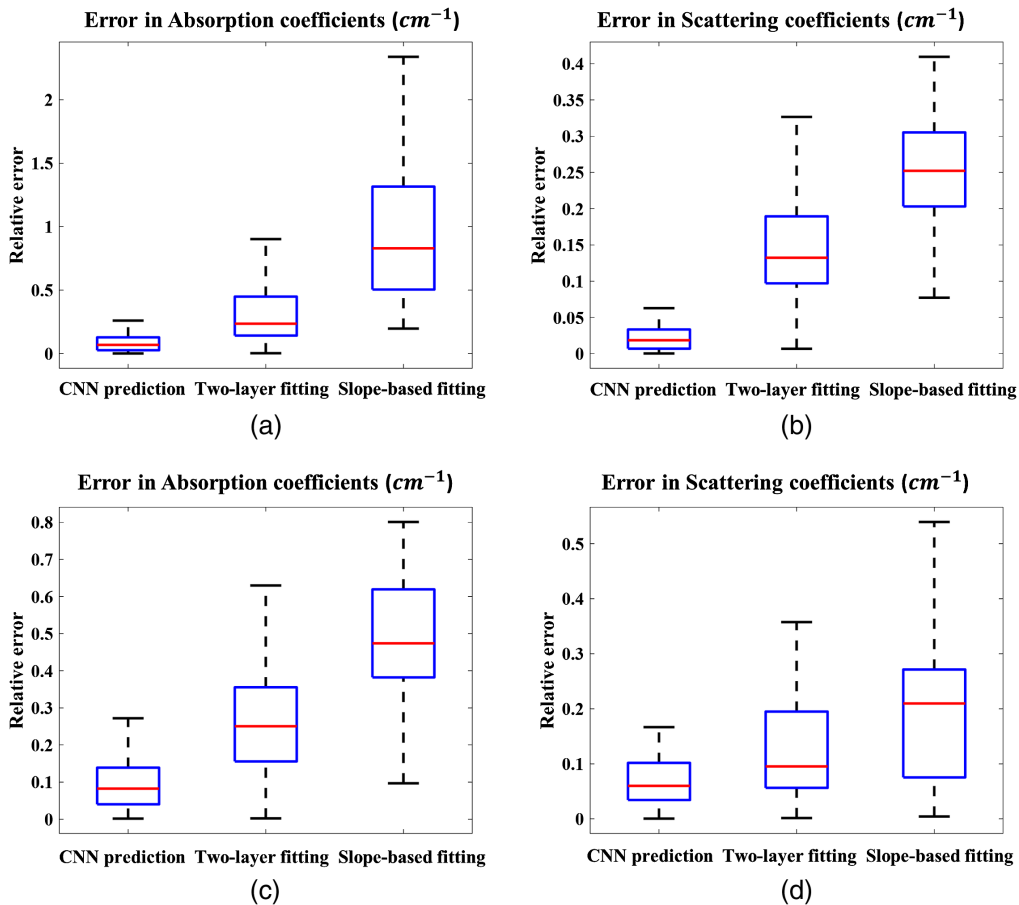 Error in Absorption coefficients (cm⁻¹)
Relative error
2
1.5
1
0.5
0
CNN prediction Two-layer fitting Slope-based fitting
(a)
Error in Scattering coefficients (cm⁻¹)
Relative error
0.4
0.35
0.3
0.25
0.2
0.15
0.1
0.05
0
CNN prediction Two-layer fitting Slope-based fitting
(b)
Error in Absorption coefficients (cm⁻¹)
Relative error
0.8
0.7
0.6
0.5
0.4
0.3
0.2
0.1
0
CNN prediction Two-layer fitting Slope-based fitting
(c)
Error in Scattering coefficients (cm⁻¹)
Relative error
0.5
0.4
0.3
0.2
0.1
0
CNN prediction Two-layer fitting Slope-based fitting
(d)